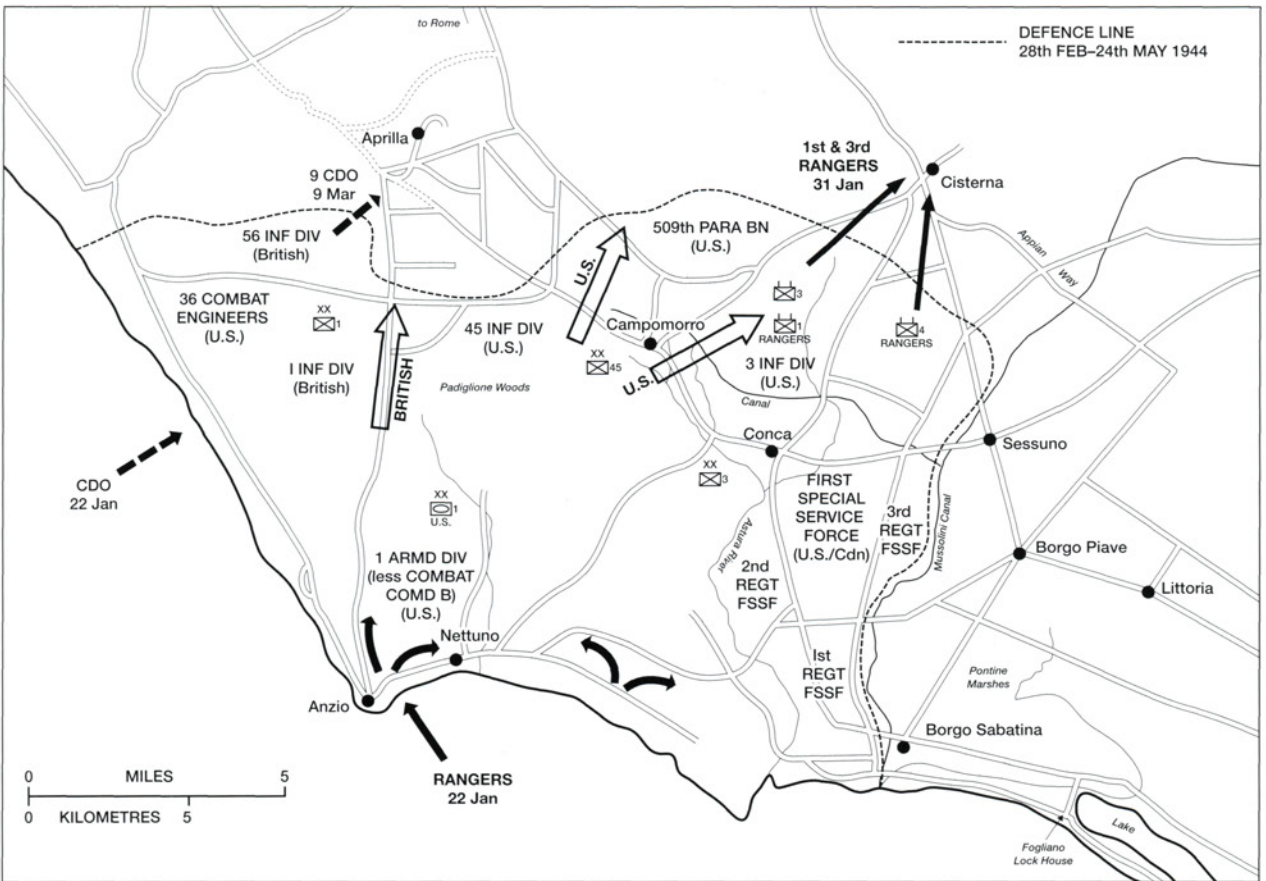 to Rome
DEFENCE LINE
28th FEB–24th MAY 1944
Aprilla
1st & 3rd
RANGERS
31 Jan
Cisterna
9 CDO
9 Mar
56 INF DIV
(British)
509th PARA BN
(U.S.)
U.S.
Appian
Way
36 COMBAT
ENGINEERS
(U.S.)
XX
1
45 INF DIV
(U.S.)
Campomorro
3
1
RANGERS
4
RANGERS
I INF DIV
(British)
BRITISH
XX
45
U.S.
3 INF DIV
(U.S.)
Padiglione Woods
Canal
Conca
Sessuno
CDO
22 Jan
XX
3
XX
1
U.S.
FIRST
SPECIAL
SERVICE
FORCE
(U.S./Cdn)
3rd
REGT
FSSF
Mussolini Canal
Astura River
2nd
REGT
FSSF
Borgo Piave
Littoria
1 ARMD DIV
(less COMBAT
COMD B)
(U.S.)
Nettuno
Ist
REGT
FSSF
Pontine
Marshes
Anzio
Borgo Sabatina
RANGERS
22 Jan
0 MILES 5
0 KILOMETRES 5
Lake
Fogliano
Lock House